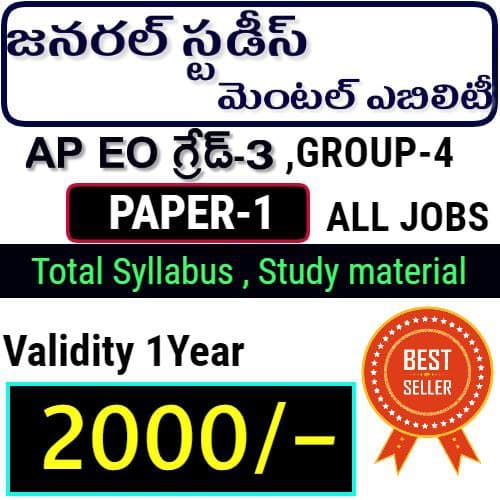 జనరల్ స్టడీస్
మెంటల్ ఎబిలిటీ
AP EO గ్రేడ్-3 ,GROUP-4
PAPER-1 ALL JOBS
Total Syllabus , Study material
Validity 1Year
BEST
SELLER
2000/-